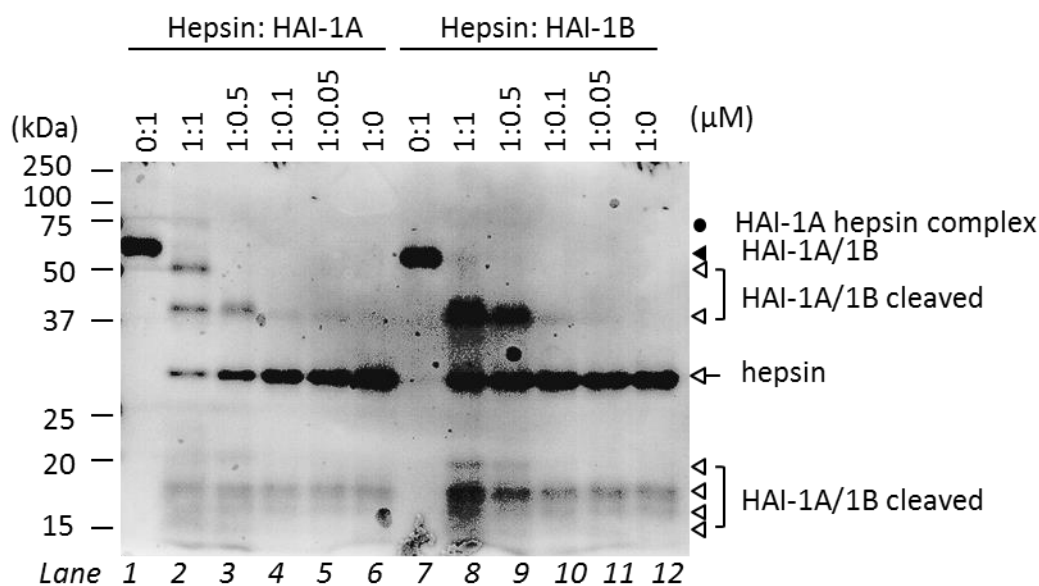 Hepsin: HAI-1A Hepsin: HAI-1B
(kDa) 0:1 1:1 1:0.5 1:0.1 1:0.05 1:0 0:1 1:1 1:0.5 1:0.1 1:0.05 1:0 (μM)
250
100
75 HAI-1A hepsin complex
HAI-1A/1B
50
HAI-1A/1B cleaved
37
hepsin
25
20
HAI-1A/1B cleaved
15
Lane 1 2 3 4 5 6 7 8 9 10 11 12